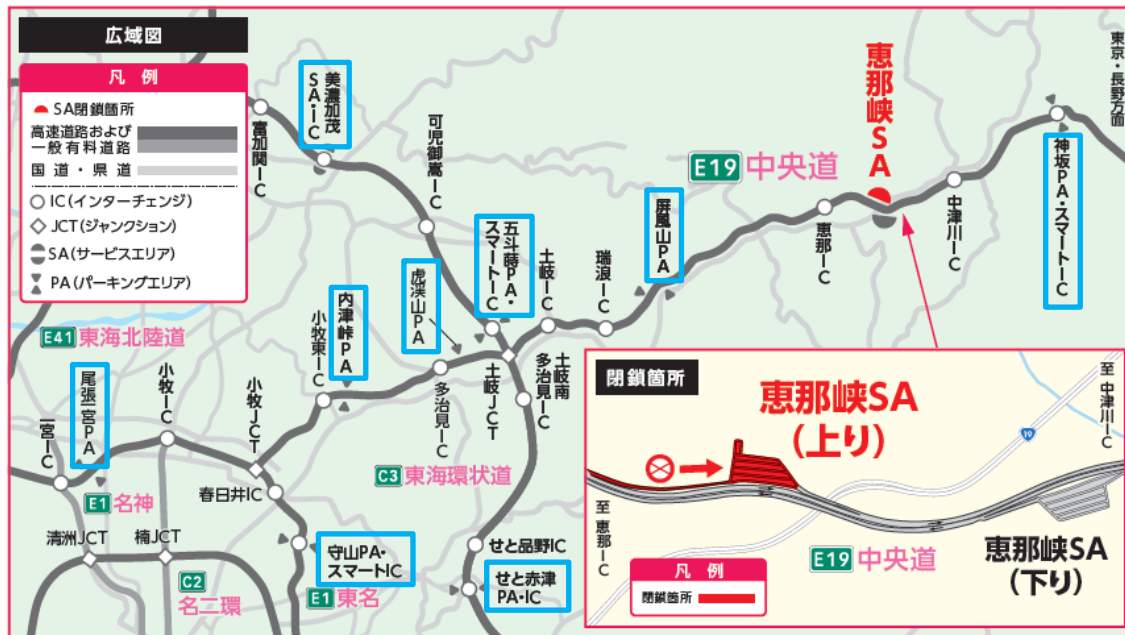 広域図
凡 例
SA閉鎖箇所
高速道路および
一般有料道路
国道・県道
IC(インターチェンジ)
JCT(ジャンクション)
SA(サービスエリア)
PA(パーキングエリア)
富加関IC
美濃加茂
SA・IC
可児御嵩IC
五斗蒔PA・
スマートIC
土岐IC
瑞浪IC
屏風山PA
E19 中央道
恵那IC
恵那峡SA
中津川IC
神坂PA・スマートIC
東京・長野方面
E41 東海北陸道
尾張一宮PA
一宮IC
小牧IC
小牧JCT
小牧東IC
内津峠PA
虎渓山PA
多治見IC
土岐JCT
土岐南
多治見IC
E1 名神
春日井IC
C3 東海環状道
清洲JCT
楠JCT
C2
名二環
守山PA・
スマートIC
E1 東名
せと品野IC
せと赤津
PA・IC
閉鎖箇所
恵那峡SA
(上り)
至 中津川IC
19
至 恵那IC
E19 中央道
恵那峡SA
(下り)
凡 例
閉鎖箇所